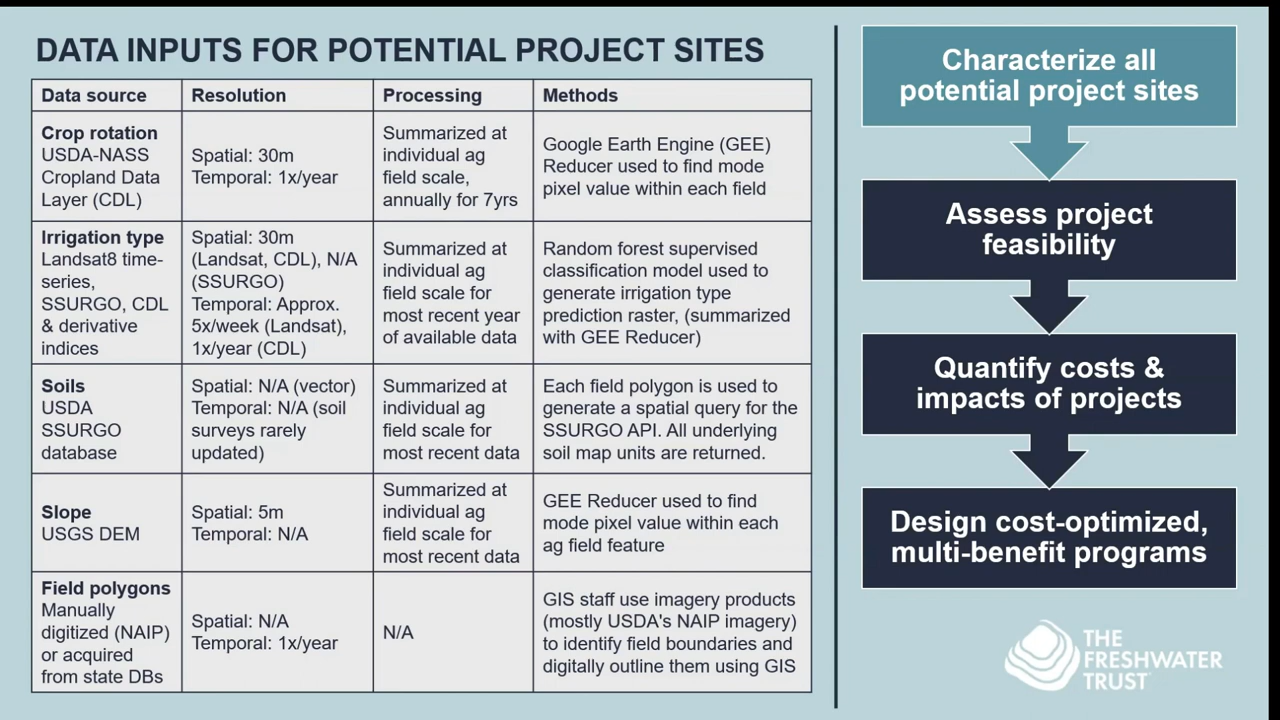 DATA INPUTS FOR POTENTIAL PROJECT SITES
Data source
Resolution
Processing
Methods
Crop rotation
USDA-NASS
Cropland Data
Layer (CDL)
Spatial: 30m
Temporal: 1x/year
Summarized at
individual ag
field scale,
annually for 7yrs
Google Earth Engine (GEE)
Reducer used to find mode
pixel value within each field
Irrigation type
Landsat8 time-
series,
SSURGO, CDL
& derivative
indices
Spatial: 30m
(Landsat, CDL), N/A
(SSURGO)
Temporal: Approx.
5x/week (Landsat),
1x/year (CDL)
Summarized at
individual ag
field scale for
most recent year
of available data
Random forest supervised
classification model used to
generate irrigation type
prediction raster, (summarized
with GEE Reducer)
Soils
USDA
SSURGO
database
Spatial: N/A (vector)
Temporal: N/A (soil
surveys rarely
updated)
Summarized at
individual ag
field scale for
most recent data
Each field polygon is used to
generate a spatial query for the
SSURGO API. All underlying
soil map units are returned.
Slope
USGS DEM
Spatial: 5m
Temporal: N/A
Summarized at
individual ag
field scale for
most recent data
GEE Reducer used to find
mode pixel value within each
ag field feature
Field polygons
Manually
digitized (NAIP)
or acquired
from state DBs
Spatial: N/A
Temporal: 1x/year
N/A
GIS staff use imagery products
(mostly USDA's NAIP imagery)
to identify field boundaries and
digitally outline them using GIS
Characterize all
potential project sites
Assess project
feasibility
Quantify costs &
impacts of projects
Design cost-optimized,
multi-benefit programs
THE
FRESHWATER
TRUST